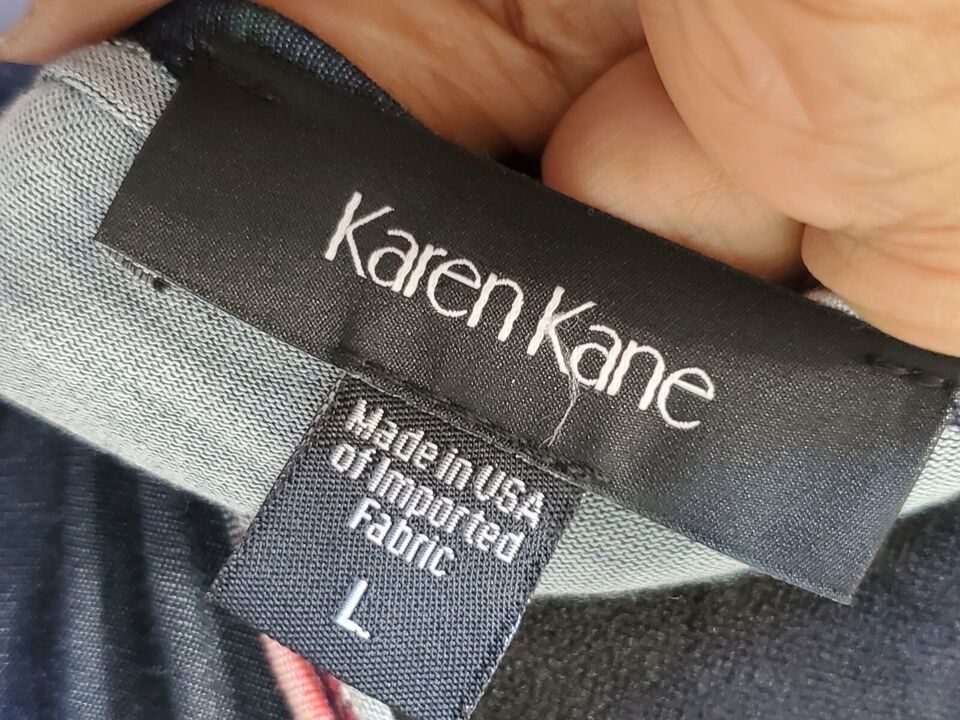 Karen Kane
Made in USA
of Imported
Fabric
L